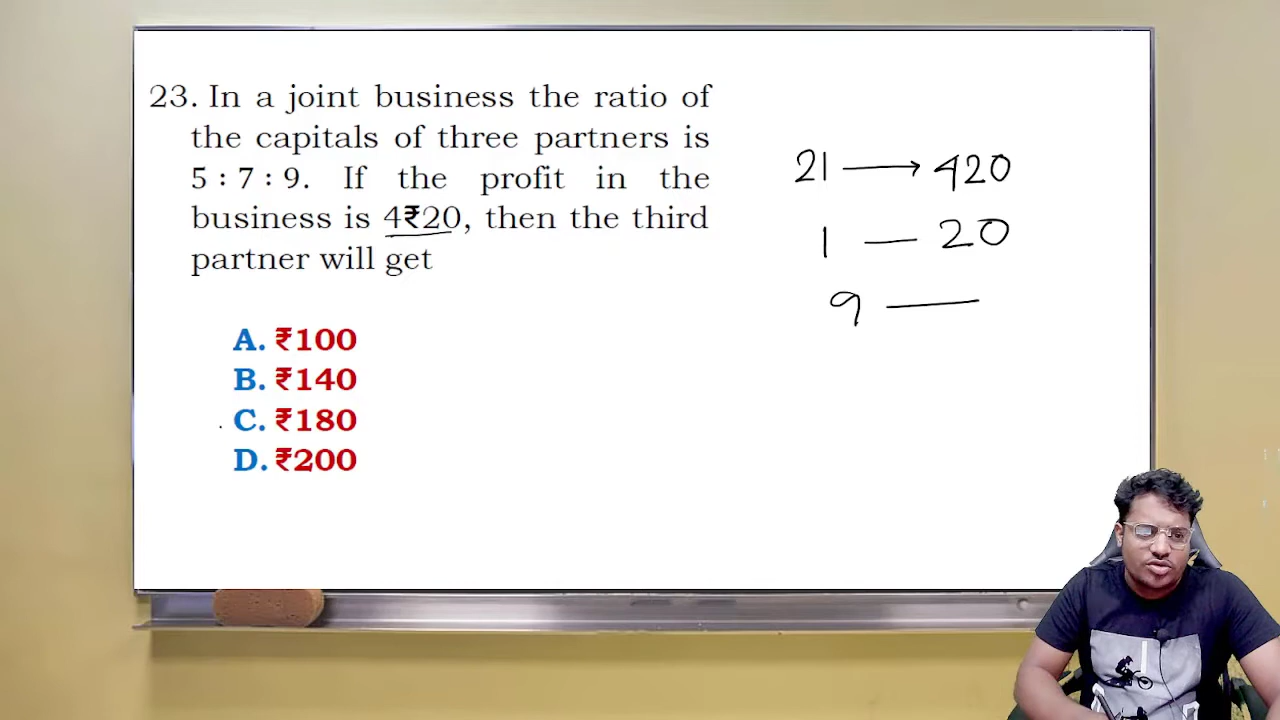 23. In a joint business the ratio of
the capitals of three partners is
5 : 7 : 9. If the profit in the
business is 4₹20, then the third
partner will get
A. ₹100
B. ₹140
C. ₹180
D. ₹200
21 → 420
1 — 20
9 —